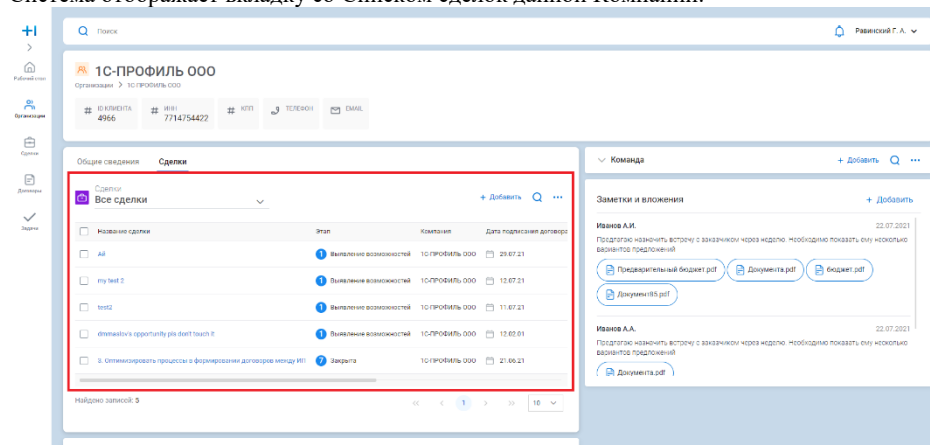 Система отображает вкладку со Списком сделок данной Компании.
Поиск
Равинский Г. А.
Рабочий стол
1С-ПРОФИЛЬ ООО
Организации > 1С-ПРОФИЛЬ ООО
Организации
# ID КЛИЕНТА 4966 # ИНН 7714754422 # КПП ТЕЛЕФОН EMAIL
Сделки
Общие сведения Сделки
Команда + Добавить
Договоры
Сделки
Все сделки
+ Добавить
Заметки и вложения + Добавить
Задачи
Название сделки Этап Компания Дата подписания договора
Иванов А.И. 22.07.2021
Предлагаю назначить встречу с заказчиком через неделю. Необходимо показать ему несколько
вариантов предложений
All 1 Выявление возможностей 1С-ПРОФИЛЬ ООО 29.07.21
Предварительный бюджет.pdf Документа.pdf бюджет.pdf
my test 2 1 Выявление возможностей 1С-ПРОФИЛЬ ООО 12.07.21
Документ85.pdf
test2 1 Выявление возможностей 1С-ПРОФИЛЬ ООО 11.07.21
dmmaslov's opportunity pls don't touch it 1 Выявление возможностей 1С-ПРОФИЛЬ ООО 12.02.01
Иванов А.А. 22.07.2021
Предлагаю назначить встречу с заказчиком через неделю. Необходимо показать ему несколько
вариантов предложений
5. Оптимизировать процессы в формировании договоров между ИП 7 Закрыта 1С-ПРОФИЛЬ ООО 21.06.21
Документа.pdf
Найдено записей: 5
« < 1 > » 10